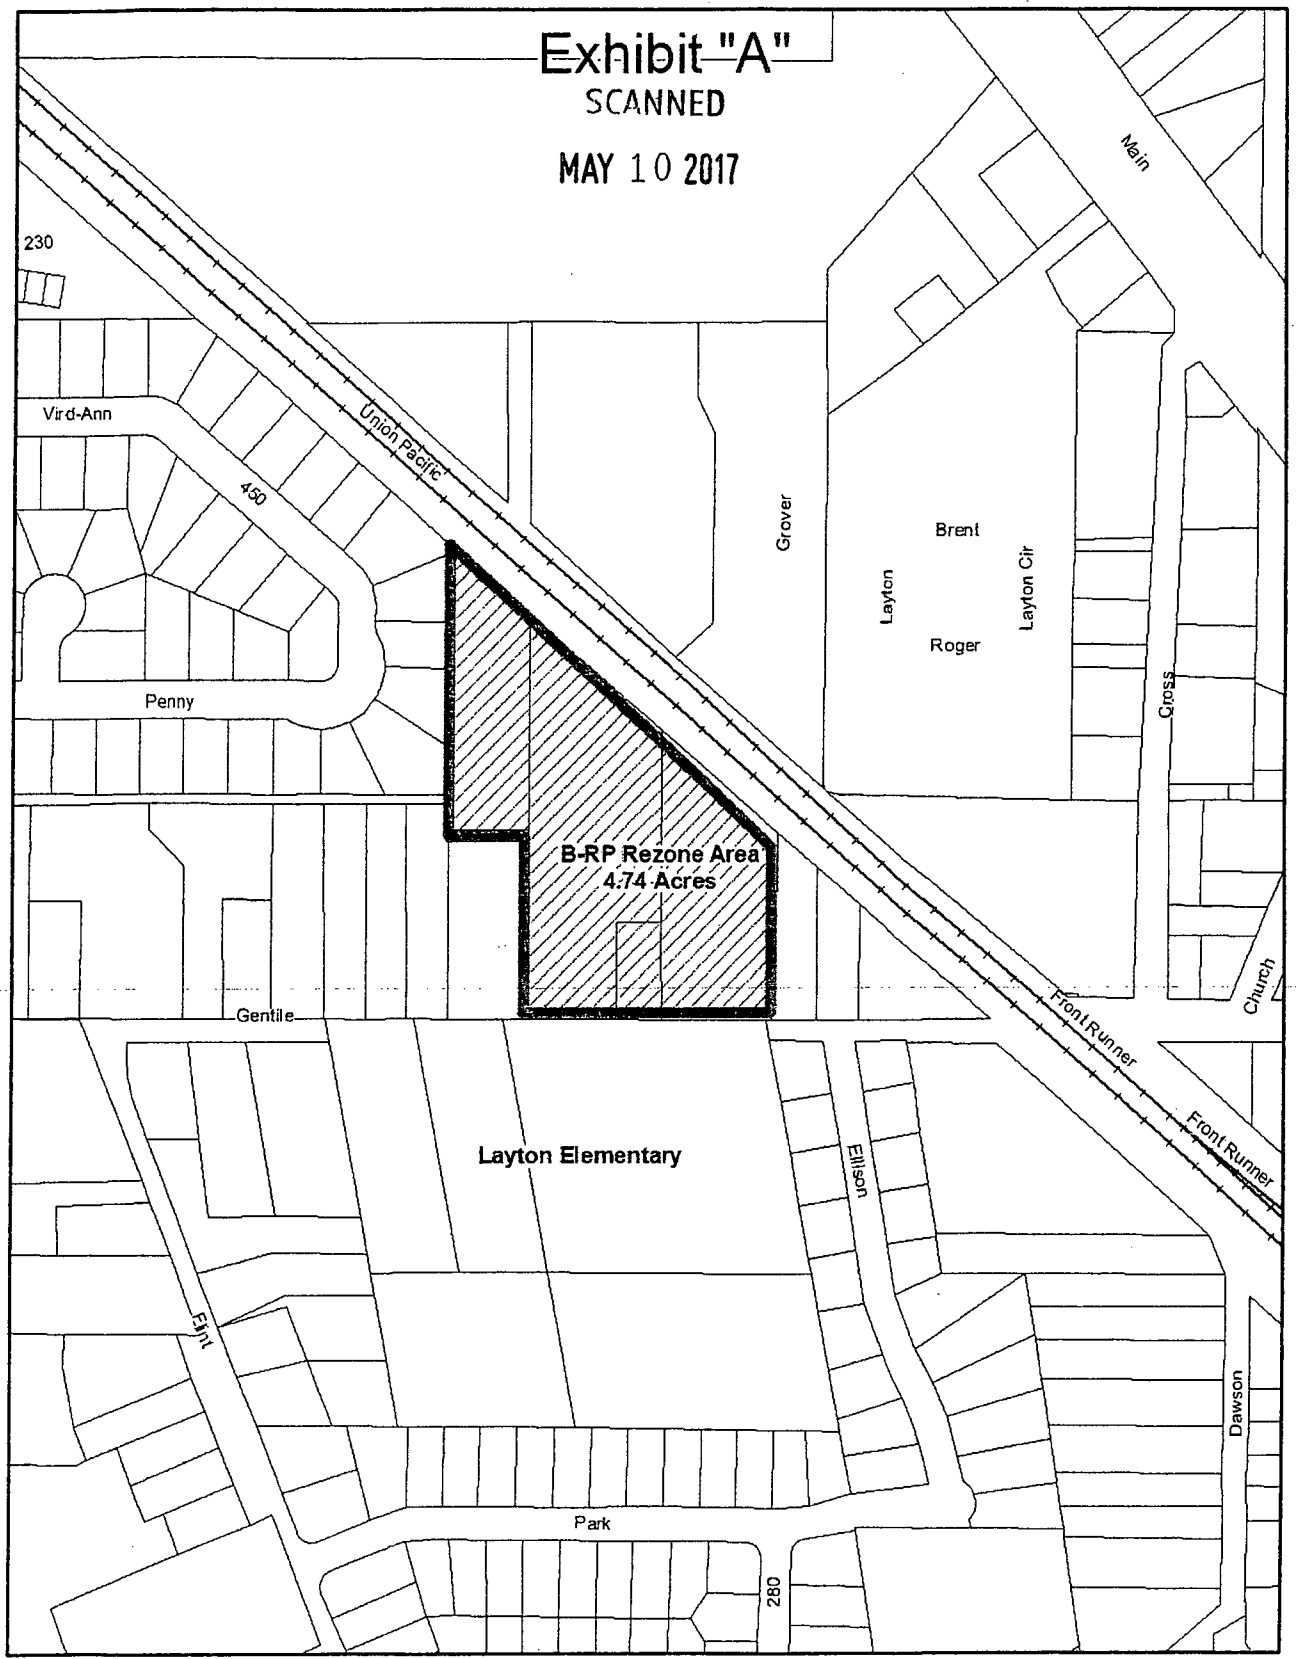 Exhibit "A"
SCANNED
MAY 10 2017
Main
230
Vird-Ann
Union Pacific
450
Grover
Brent
Layton
Layton Cir
Roger
Penny
Cross
B-RP Rezone Area
4.74 Acres
Church
Gentile
Front Runner
Front Runner
Layton Elementary
Ellison
Flint
Dawson
Park
280